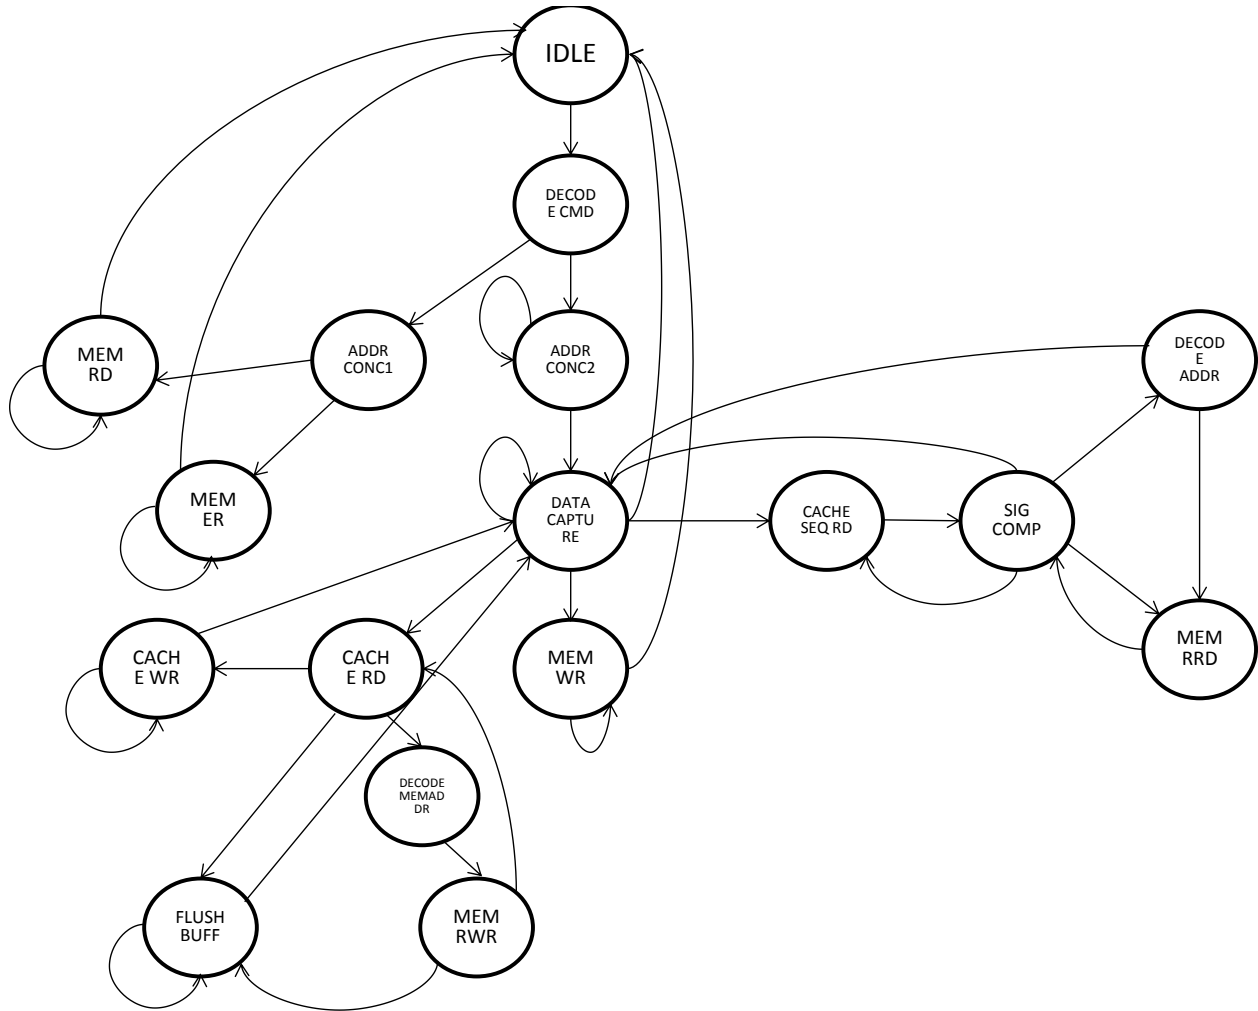 IDLE
DECOD
E CMD
MEM
RD
ADDR
CONC1
ADDR
CONC2
DECOD
E
ADDR
MEM
ER
DATA
CAPTU
RE
CACHE
SEQ RD
SIG
COMP
CACH
E WR
CACH
E RD
MEM
WR
MEM
RRD
DECODE
MEMAD
DR
FLUSH
BUFF
MEM
RWR